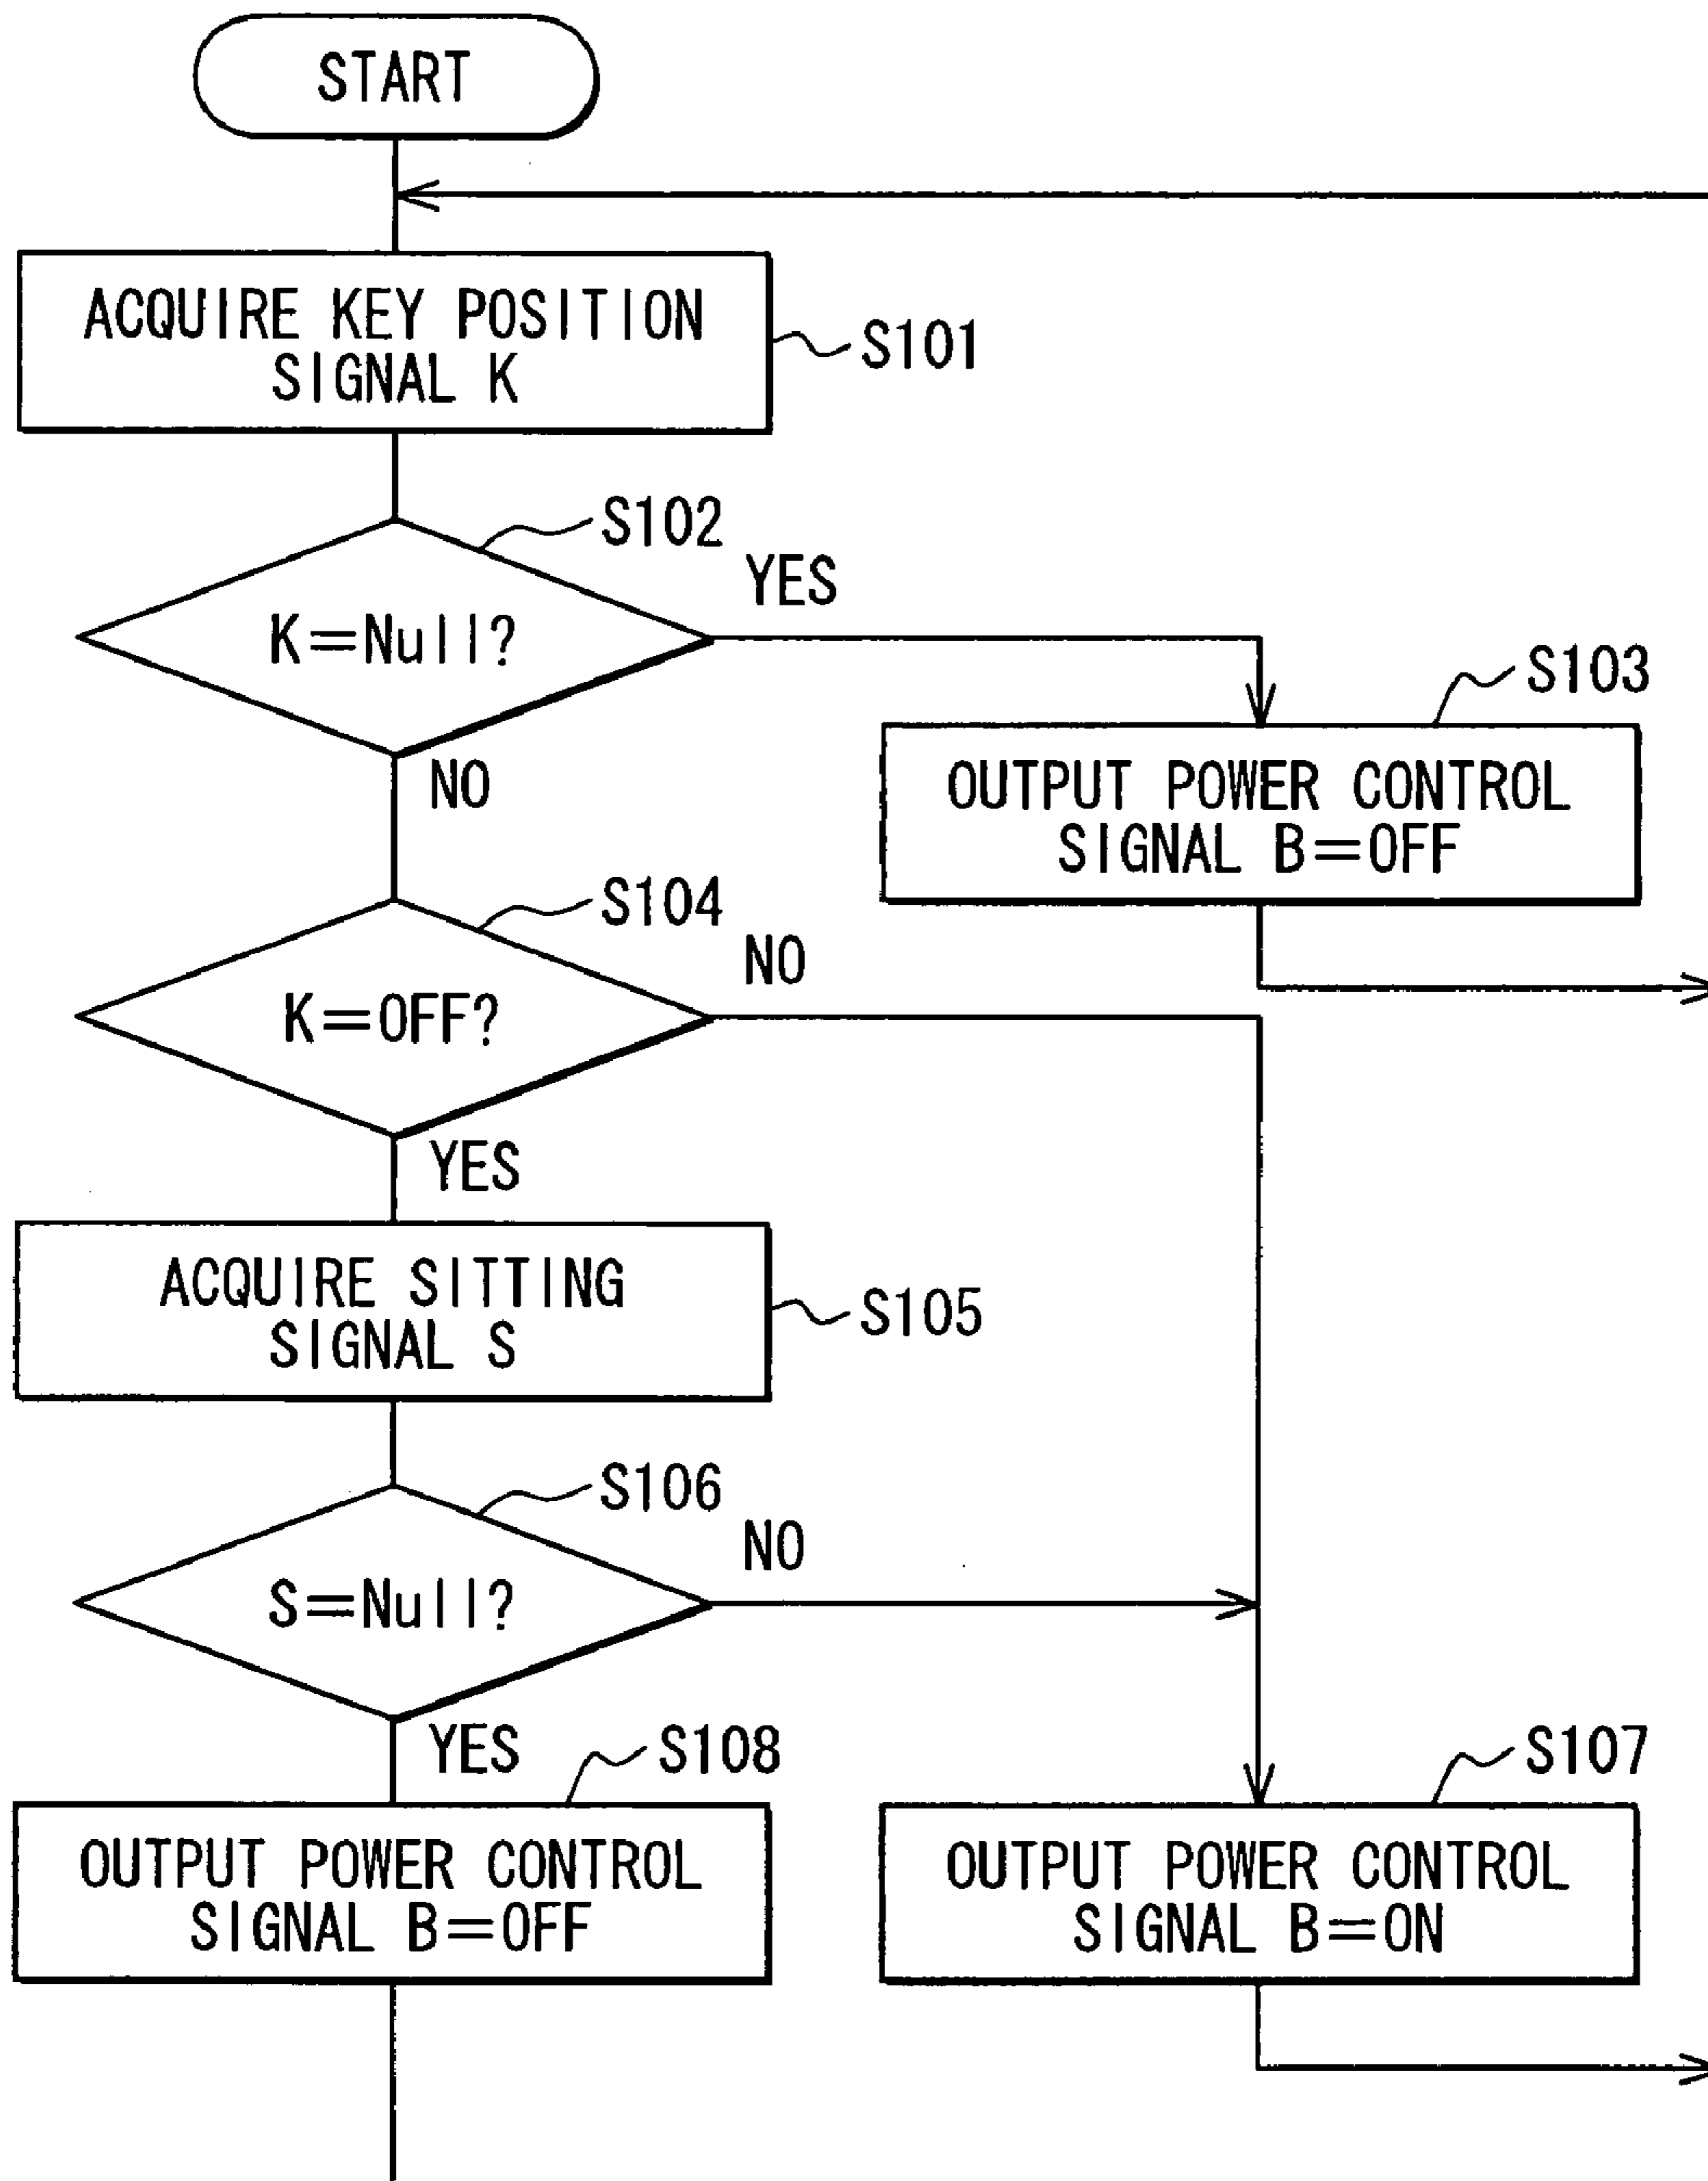 START
ACQUIRE KEY POSITION
SIGNAL K
S101
S102
K=Null?
YES
NO
S103
OUTPUT POWER CONTROL
SIGNAL B=OFF
S104
K=OFF?
NO
YES
ACQUIRE SITTING
SIGNAL S
S105
S106
S=Null?
NO
YES
S108
OUTPUT POWER CONTROL
SIGNAL B=OFF
S107
OUTPUT POWER CONTROL
SIGNAL B=ON